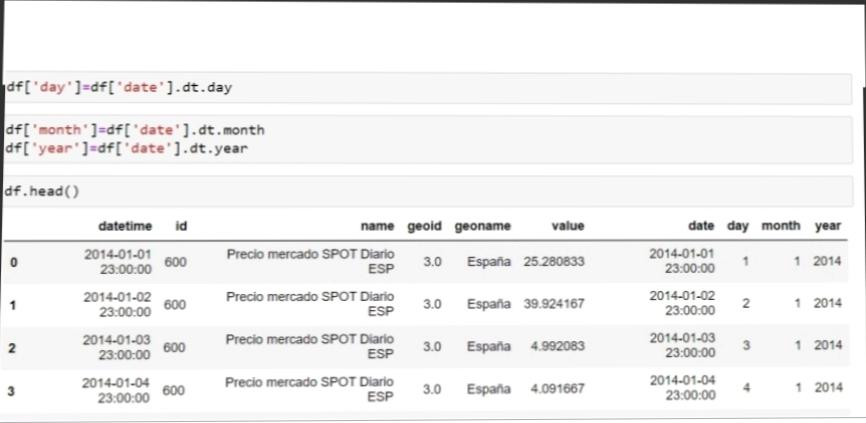 df['day']=df['date'].dt.day
df['month']=df['date'].dt.month
df['year']=df['date'].dt.year
df.head()
datetime id name geoid geoname value date day month year
0 2014-01-01 23:00:00 600 Precio mercado SPOT Diario ESP 3.0 España 25.280833 2014-01-01 23:00:00 1 1 2014
1 2014-01-02 23:00:00 600 Precio mercado SPOT Diario ESP 3.0 España 39.924167 2014-01-02 23:00:00 2 1 2014
2 2014-01-03 23:00:00 600 Precio mercado SPOT Diario ESP 3.0 España 4.992083 2014-01-03 23:00:00 3 1 2014
3 2014-01-04 23:00:00 600 Precio mercado SPOT Diario ESP 3.0 España 4.091667 2014-01-04 23:00:00 4 1 2014